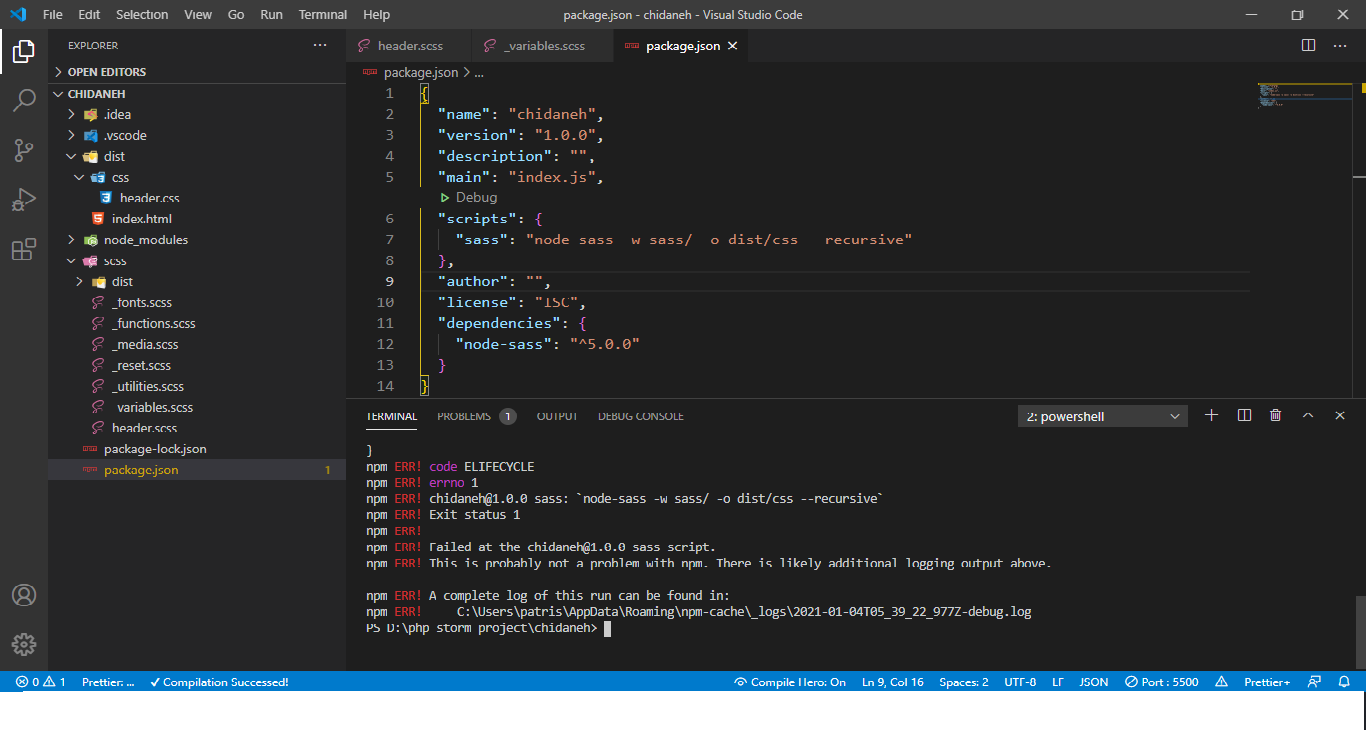 File Edit Selection View Go Run Terminal Help package.json - chidaneh - Visual Studio Code
EXPLORER
OPEN EDITORS
CHIDANEH
.idea
.vscode
dist
css
header.css
index.html
node_modules
scss
dist
_fonts.scss
_functions.scss
_media.scss
_reset.scss
_utilities.scss
_variables.scss
header.scss
package-lock.json
package.json 1
header.scss _variables.scss package.json
package.json > ...
1 {
2 "name": "chidaneh",
3 "version": "1.0.0",
4 "description": "",
5 "main": "index.js",
Debug
6 "scripts": {
7 "sass": "node sass  w sass/  o dist/css   recursive"
8 },
9 "author": "",
10 "license": "ISC",
11 "dependencies": {
12 "node-sass": "^5.0.0"
13 }
14 }
TERMINAL PROBLEMS 1 OUTPUT DEBUG CONSOLE 2: powershell
}
npm ERR! code ELIFECYCLE
npm ERR! errno 1
npm ERR! chidaneh@1.0.0 sass: `node-sass -w sass/ -o dist/css --recursive`
npm ERR! Exit status 1
npm ERR!
npm ERR! Failed at the chidaneh@1.0.0 sass script.
npm ERR! This is probably not a problem with npm. There is likely additional logging output above.
npm ERR! A complete log of this run can be found in:
npm ERR!     C:\Users\patris\AppData\Roaming\npm-cache\_logs\2021-01-04T05_39_22_977Z-debug.log
PS D:\php storm project\chidaneh>
0 1 Prettier: ... Compilation Successed! Compile Hero: On Ln 9, Col 16 Spaces: 2 UTF-8 LF JSON Port : 5500 Prettier+